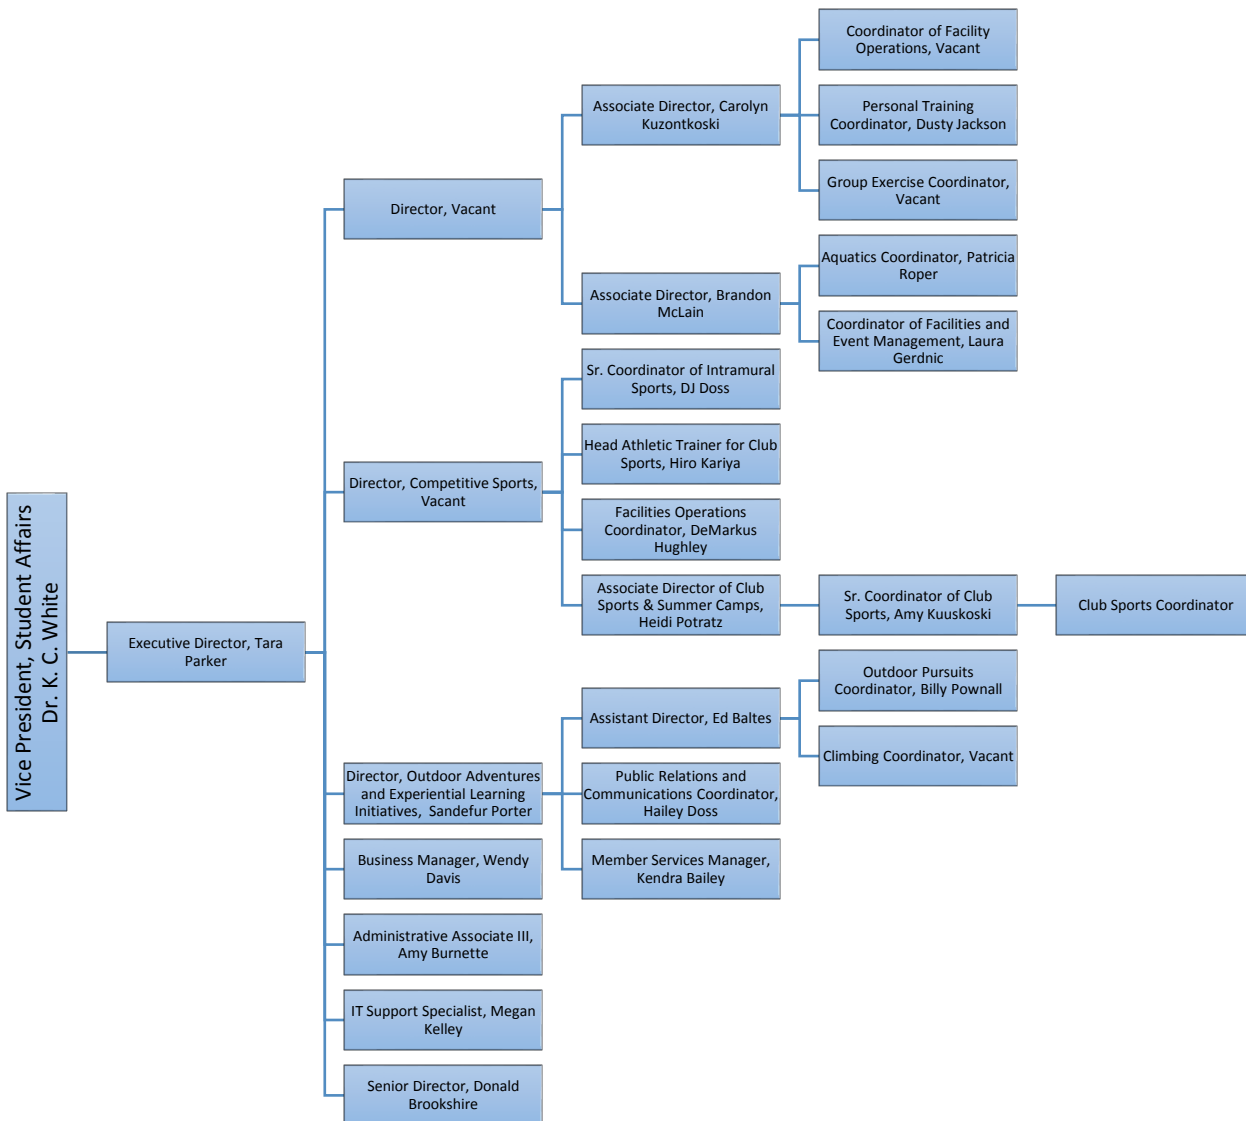 Vice President, Student Affairs
Dr. K. C. White
Executive Director, Tara
Parker
Director, Vacant
Associate Director, Carolyn
Kuzontkoski
Coordinator of Facility
Operations, Vacant
Personal Training
Coordinator, Dusty Jackson
Group Exercise Coordinator,
Vacant
Associate Director, Brandon
McLain
Aquatics Coordinator, Patricia
Roper
Coordinator of Facilities and
Event Management, Laura
Gerdnic
Director, Competitive Sports,
Vacant
Sr. Coordinator of Intramural
Sports, DJ Doss
Head Athletic Trainer for Club
Sports, Hiro Kariya
Facilities Operations
Coordinator, DeMarkus
Hughley
Associate Director of Club
Sports & Summer Camps,
Heidi Potratz
Sr. Coordinator of Club
Sports, Amy Kuuskoski
Club Sports Coordinator
Director, Outdoor Adventures
and Experiential Learning
Initiatives,  Sandefur Porter
Assistant Director, Ed Baltes
Outdoor Pursuits
Coordinator, Billy Pownall
Climbing Coordinator, Vacant
Public Relations and
Communications Coordinator,
Hailey Doss
Member Services Manager,
Kendra Bailey
Business Manager, Wendy
Davis
Administrative Associate III,
Amy Burnette
IT Support Specialist, Megan
Kelley
Senior Director, Donald
Brookshire